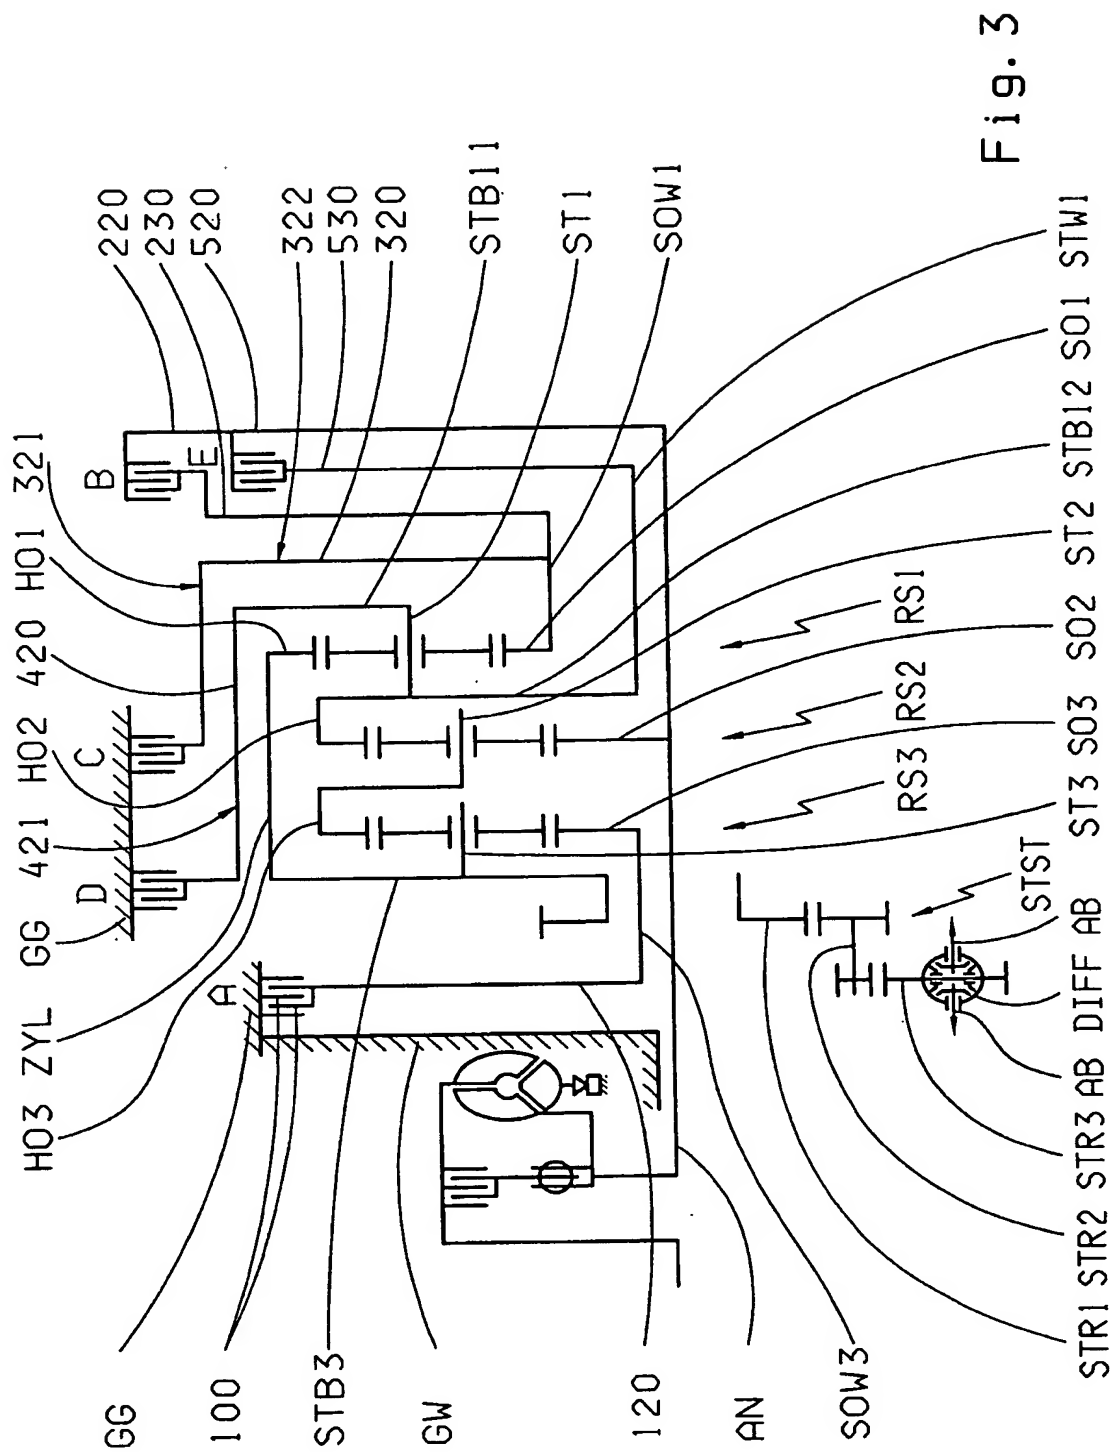 Fig. 3
220
230
520
322
530
320
STB11
ST1
SOW1
321
B
E
HO1
420
HO2
C
421
D
GG
A
ZYL
HO3
STW1
SO1
STB12
ST2
SO2
SO3
ST3
RS1
RS2
RS3
STST
AB
DIFF
AB
STR3
STR2
STR1
GG
100
STB3
GW
120
AN
SOW3